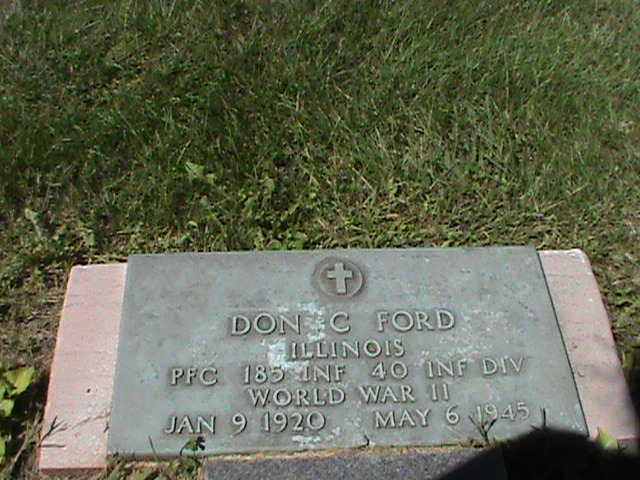 DON C FORD
ILLINOIS
PFC 185 INF 40 INF DIV
WORLD WAR II
JAN 9 1920 MAY 6 1945